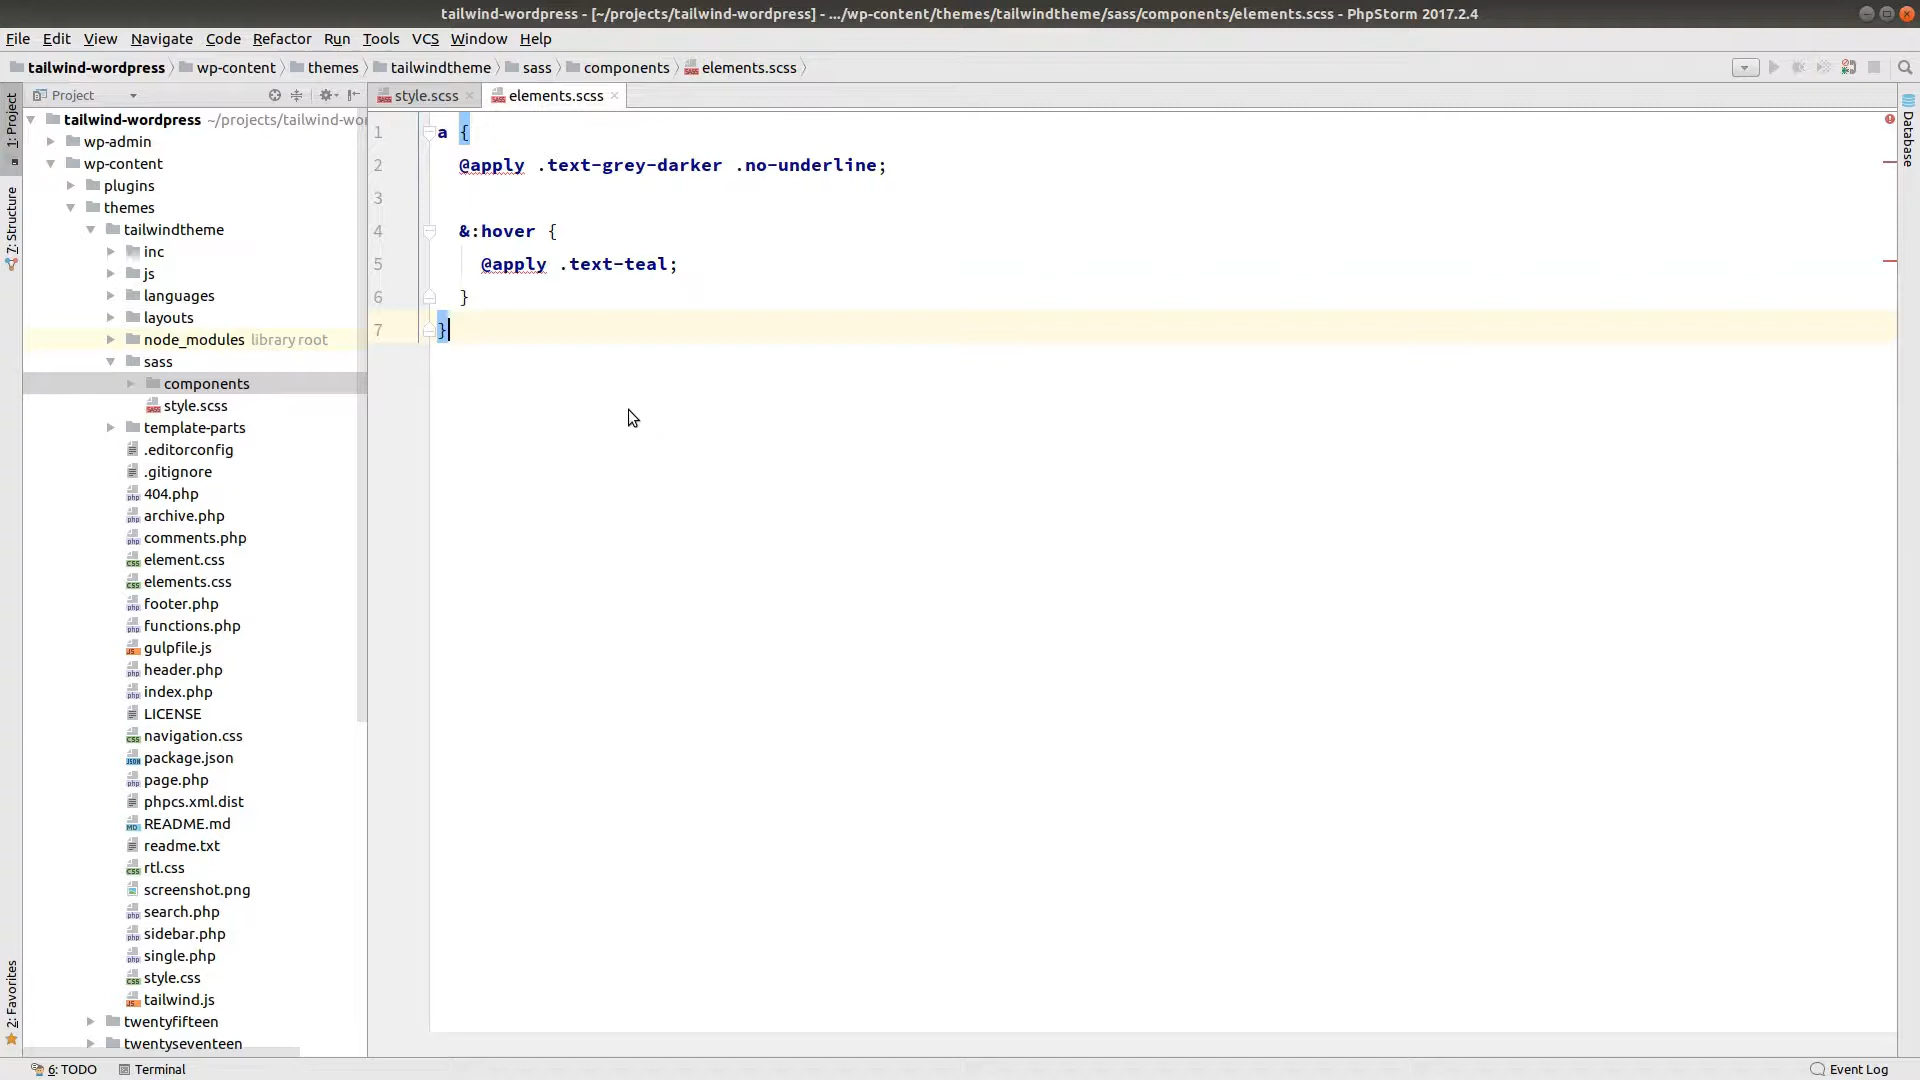 tailwind-wordpress - [~/projects/tailwind-wordpress] - .../wp-content/themes/tailwindtheme/sass/components/elements.scss - PhpStorm 2017.2.4
File Edit View Navigate Code Refactor Run Tools VCS Window Help
tailwind-wordpress wp-content themes tailwindtheme sass components elements.scss
Project
style.scss elements.scss
1: Project
7: Structure
2: Favorites
tailwind-wordpress ~/projects/tailwind-wor
wp-admin
wp-content
plugins
themes
tailwindtheme
inc
js
languages
layouts
node_modules library root
sass
components
style.scss
template-parts
.editorconfig
.gitignore
404.php
archive.php
comments.php
element.css
elements.css
footer.php
functions.php
gulpfile.js
header.php
index.php
LICENSE
navigation.css
package.json
page.php
phpcs.xml.dist
README.md
readme.txt
rtl.css
screenshot.png
search.php
sidebar.php
single.php
style.css
tailwind.js
twentyfifteen
twentyseventeen
1 a {
2 @apply .text-grey-darker .no-underline;
3
4 &:hover {
5 @apply .text-teal;
6 }
7 }
Database
6: TODO Terminal Event Log